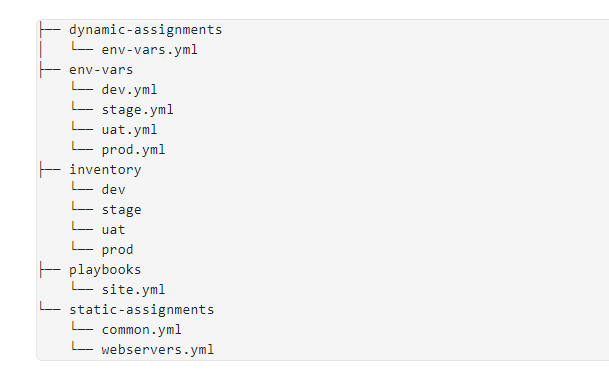 ├── dynamic-assignments
│   └── env-vars.yml
├── env-vars
    └── dev.yml
    └── stage.yml
    └── uat.yml
    └── prod.yml
├── inventory
    └── dev
    └── stage
    └── uat
    └── prod
├── playbooks
    └── site.yml
└── static-assignments
    └── common.yml
    └── webservers.yml